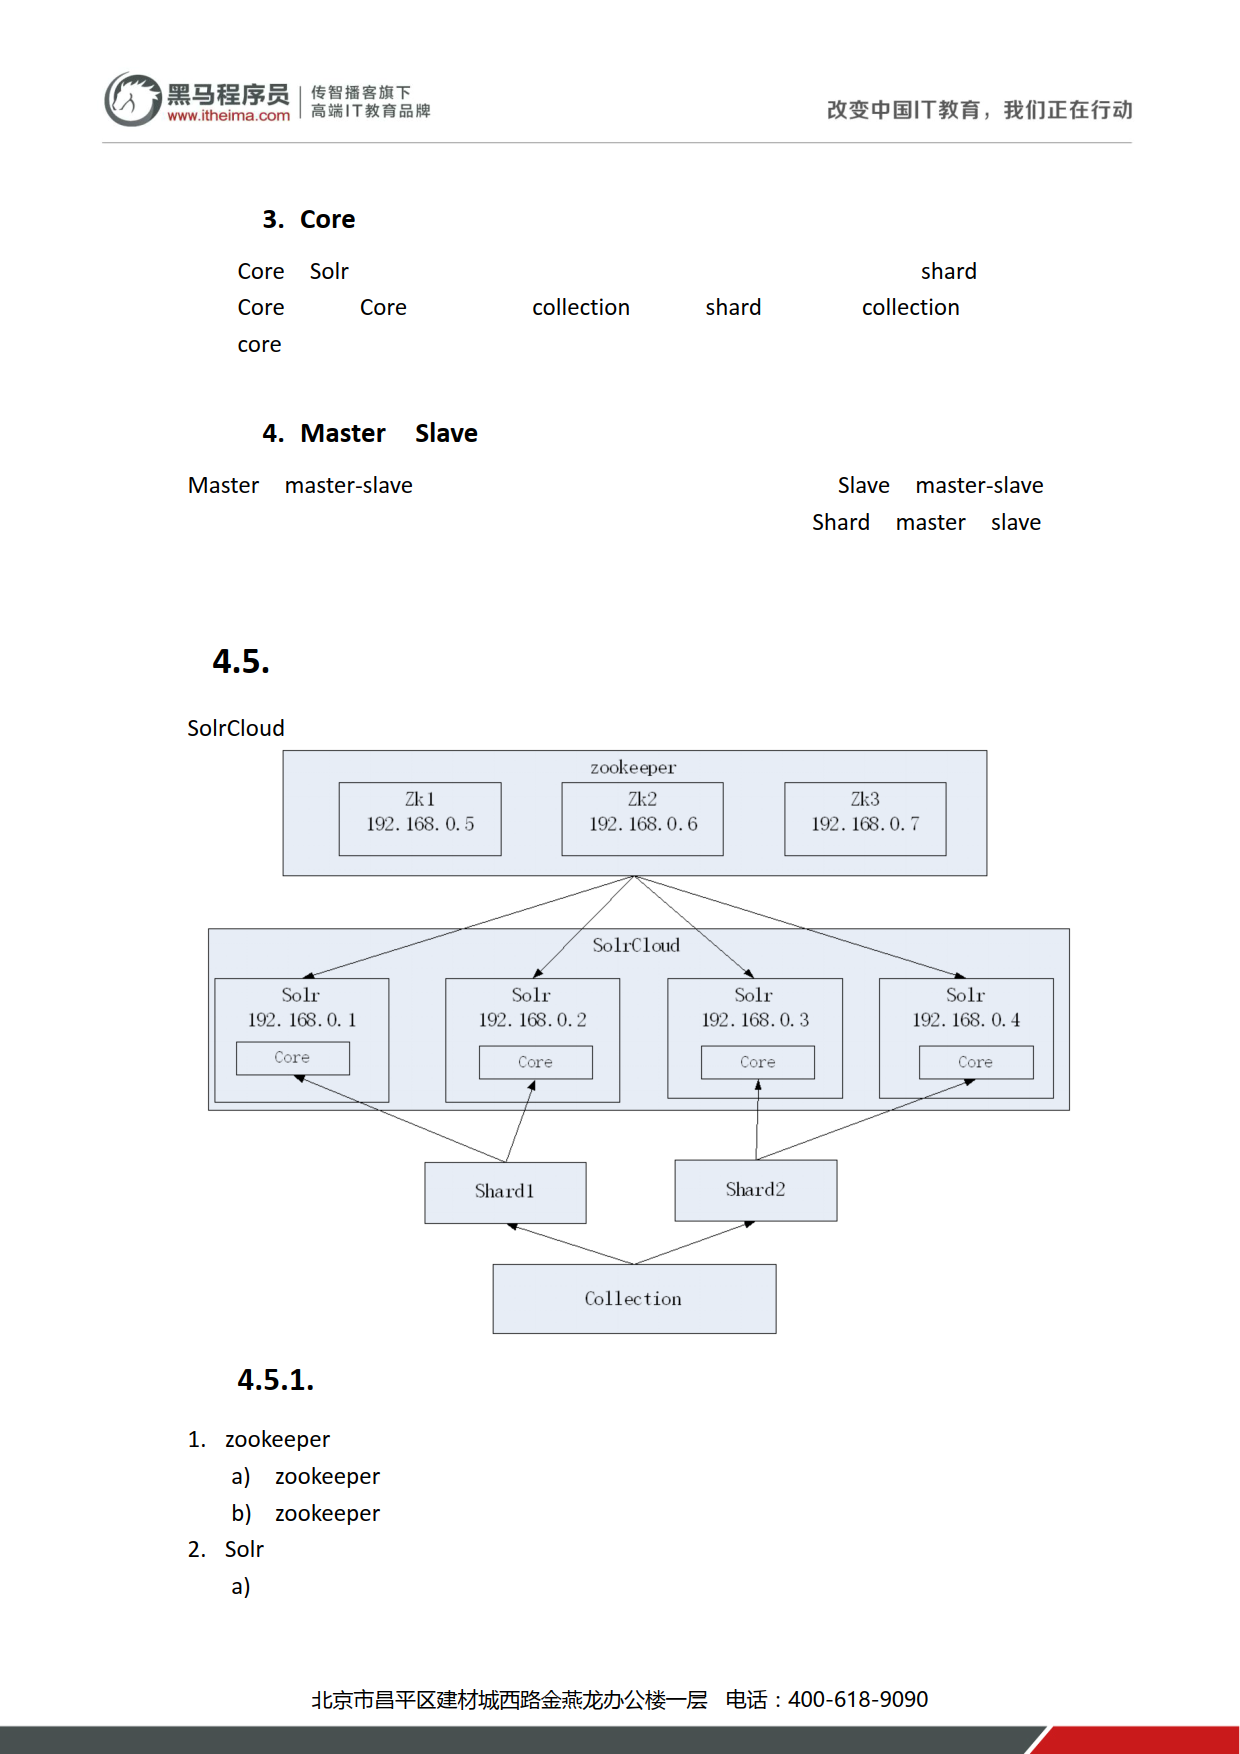 黑马程序员
www.itheima.com
传智播客旗下
高端IT教育品牌
改变中国IT教育，我们正在行动
3. Core
Core Solr shard
Core Core collection shard collection
core
4. Master Slave
Master master-slave Slave master-slave
Shard master slave
4.5.
SolrCloud
zookeeper
Zk1 Zk2 Zk3
192.168.0.5 192.168.0.6 192.168.0.7
SolrCloud
Solr Solr Solr Solr
192.168.0.1 192.168.0.2 192.168.0.3 192.168.0.4
Core Core Core Core
Shard1 Shard2
Collection
4.5.1.
1. zookeeper
a) zookeeper
b) zookeeper
2. Solr
a)
北京市昌平区建材城西路金燕龙办公楼一层 电话：400-618-9090